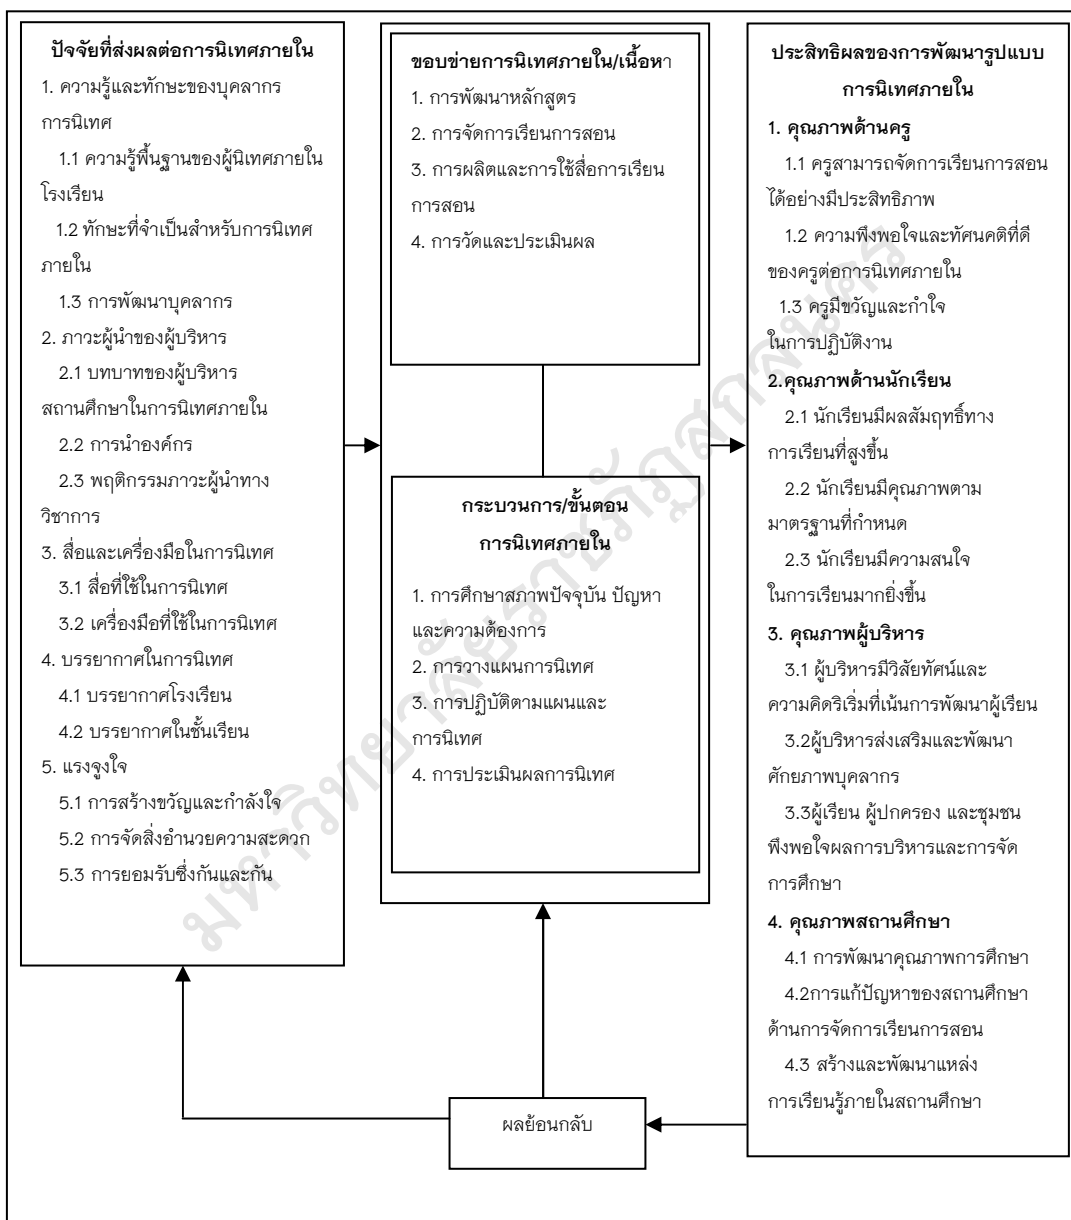 ปัจจัยที่ส่งผลต่อการนิเทศภายใน
1. ความรู้และทักษะของบุคลากร
การนิเทศ
1.1 ความรู้พื้นฐานของผู้นิเทศภายใน
โรงเรียน
1.2 ทักษะที่จำเป็นสำหรับการนิเทศ
ภายใน
1.3 การพัฒนาบุคลากร
2. ภาวะผู้นำของผู้บริหาร
2.1 บทบาทของผู้บริหาร
สถานศึกษาในการนิเทศภายใน
2.2 การนำองค์กร
2.3 พฤติกรรมภาวะผู้นำทาง
วิชาการ
3. สื่อและเครื่องมือในการนิเทศ
3.1 สื่อที่ใช้ในการนิเทศ
3.2 เครื่องมือที่ใช้ในการนิเทศ
4. บรรยากาศในการนิเทศ
4.1 บรรยากาศโรงเรียน
4.2 บรรยากาศในชั้นเรียน
5. แรงจูงใจ
5.1 การสร้างขวัญและกำลังใจ
5.2 การจัดสิ่งอำนวยความสะดวก
5.3 การยอมรับซึ่งกันและกัน
ขอบข่ายการนิเทศภายใน/เนื้อหา
1. การพัฒนาหลักสูตร
2. การจัดการเรียนการสอน
3. การผลิตและการใช้สื่อการเรียน
การสอน
4. การวัดและประเมินผล
กระบวนการ/ขั้นตอน
การนิเทศภายใน
1. การศึกษาสภาพปัจจุบัน ปัญหา
และความต้องการ
2. การวางแผนการนิเทศ
3. การปฏิบัติตามแผนและ
การนิเทศ
4. การประเมินผลการนิเทศ
ประสิทธิผลของการพัฒนารูปแบบ
การนิเทศภายใน
1. คุณภาพด้านครู
1.1 ครูสามารถจัดการเรียนการสอน
ได้อย่างมีประสิทธิภาพ
1.2 ความพึงพอใจและทัศนคติที่ดี
ของครูต่อการนิเทศภายใน
1.3 ครูมีขวัญและกำใจ
ในการปฏิบัติงาน
2.คุณภาพด้านนักเรียน
2.1 นักเรียนมีผลสัมฤทธิ์ทาง
การเรียนที่สูงขึ้น
2.2 นักเรียนมีคุณภาพตาม
มาตรฐานที่กำหนด
2.3 นักเรียนมีความสนใจ
ในการเรียนมากยิ่งขึ้น
3. คุณภาพผู้บริหาร
3.1 ผู้บริหารมีวิสัยทัศน์และ
ความคิดริเริ่มที่เน้นการพัฒนาผู้เรียน
3.2ผู้บริหารส่งเสริมและพัฒนา
ศักยภาพบุคลากร
3.3ผู้เรียน ผู้ปกครอง และชุมชน
พึงพอใจผลการบริหารและการจัด
การศึกษา
4. คุณภาพสถานศึกษา
4.1 การพัฒนาคุณภาพการศึกษา
4.2การแก้ปัญหาของสถานศึกษา
ด้านการจัดการเรียนการสอน
4.3 สร้างและพัฒนาแหล่ง
การเรียนรู้ภายในสถานศึกษา
ผลย้อนกลับ
มหาวิทยาลัยราชภัฏสกลนคร